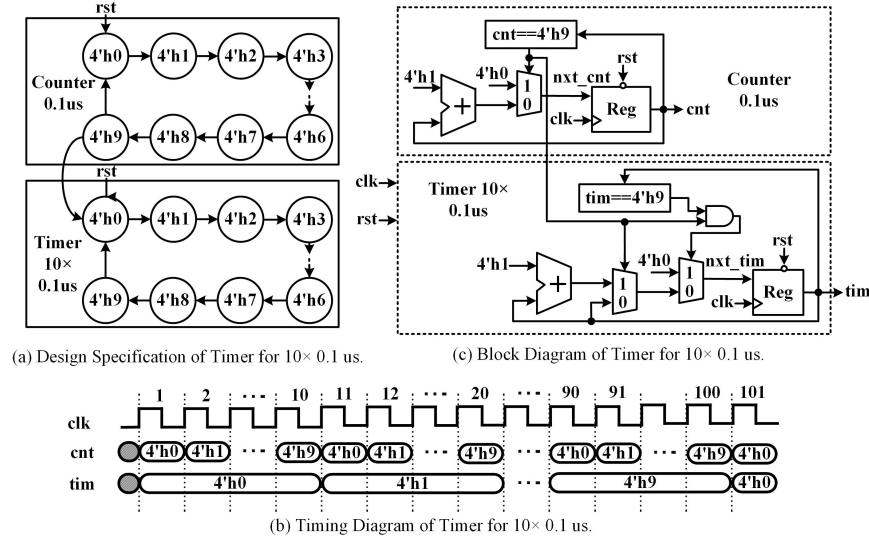 rst
4'h0 4'h1 4'h2 4'h3
Counter
0.1us
4'h9 4'h8 4'h7 4'h6
rst
4'h0 4'h1 4'h2 4'h3
Timer
10×
0.1us
4'h9 4'h8 4'h7 4'h6
(a) Design Specification of Timer for 10× 0.1 us.
cnt==4'h9
4'h1 4'h0 nxt_cnt rst
+ 1 0 Reg cnt
clk
Counter
0.1us
clk
rst
Timer 10×
0.1us
tim==4'h9
4'h1 4'h0 nxt_tim rst
+ 1 0 1 0 Reg tim
clk
(c) Block Diagram of Timer for 10× 0.1 us.
1 2 ··· 10 11 12 ··· 20 ··· 90 91 100 101
clk
cnt 4'h0 4'h1 ··· 4'h9 4'h0 4'h1 ··· 4'h9 ··· 4'h0 4'h1 ··· 4'h9 4'h0
tim 4'h0 4'h1 ··· 4'h9 4'h0
(b) Timing Diagram of Timer for 10× 0.1 us.